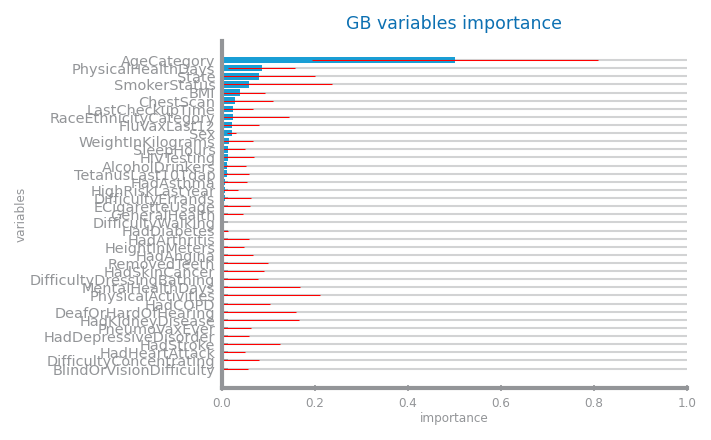 GB variables importance
AgeCategory
PhysicalHealthDays
State
SmokerStatus
BMI
ChestScan
LastCheckupTime
RaceEthnicityCategory
FluVaxLast12
Sex
WeightInKilograms
SleepHours
HIVTesting
AlcoholDrinkers
TetanusLast10Tdap
HadAsthma
HighRiskLastYear
DifficultyErrands
ECigaretteUsage
GeneralHealth
DifficultyWalking
HadDiabetes
HadArthritis
HeightInMeters
HadAngina
RemovedTeeth
HadSkinCancer
DifficultyDressingBathing
MentalHealthDays
PhysicalActivities
HadCOPD
DeafOrHardOfHearing
HadKidneyDisease
PneumoVaxEver
HadDepressiveDisorder
HadStroke
HadHeartAttack
DifficultyConcentrating
BlindOrVisionDifficulty
variables
0.0 0.2 0.4 0.6 0.8 1.0
importance